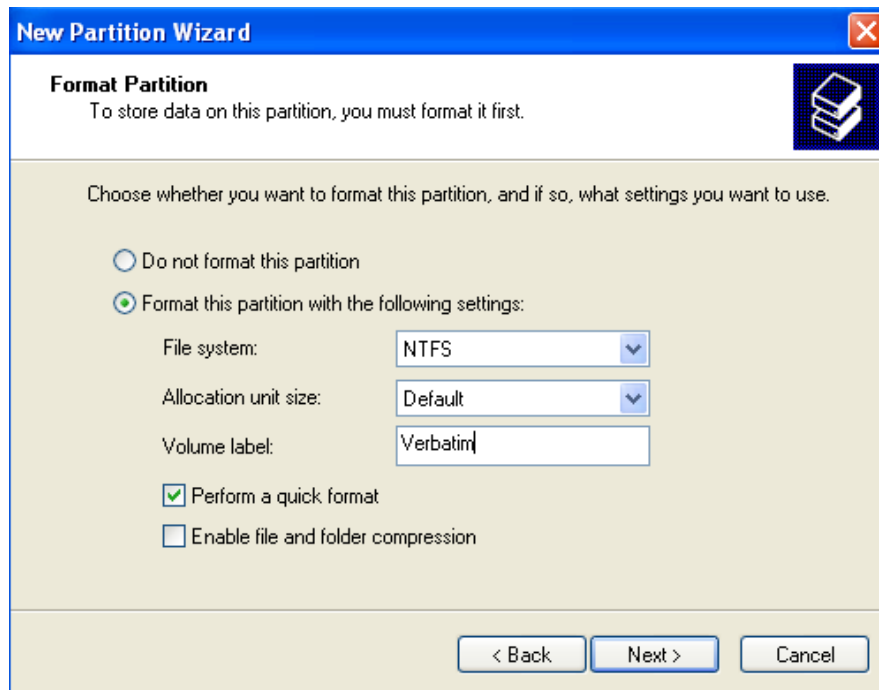 New Partition Wizard
Format Partition
To store data on this partition, you must format it first.
Choose whether you want to format this partition, and if so, what settings you want to use.
Do not format this partition
Format this partition with the following settings:
File system: NTFS
Allocation unit size: Default
Volume label: Verbatim
Perform a quick format
Enable file and folder compression
< Back Next > Cancel